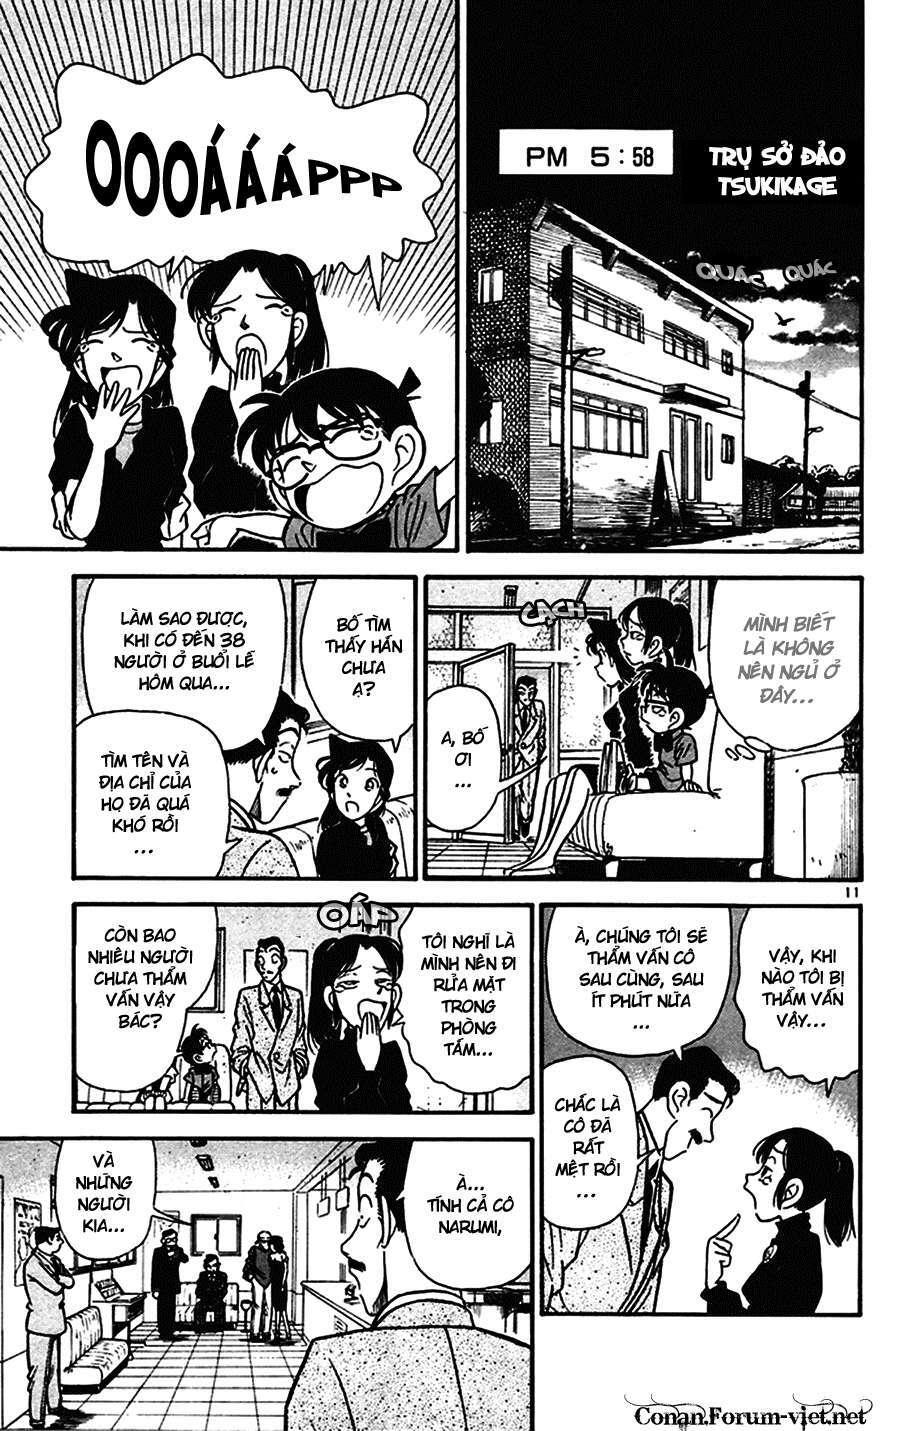 PM 5:58
TRỤ SỞ ĐẢO
TSUKIKAGE
QUÁC QUÁC
OOOÁÁÁPPP
MÌNH BIẾT
LÀ KHÔNG
NÊN NGỦ Ở
ĐÂY...
CẠCH
A, BỐ
ƠI
...
BỐ TÌM
THẤY HẮN
CHƯA
Ạ?
LÀM SAO ĐƯỢC,
KHI CÓ ĐẾN 38
NGƯỜI Ở BUỔI LỄ
HÔM QUA...
TÌM TÊN VÀ
ĐỊA CHỈ CỦA
HỌ ĐÃ QUÁ
KHÓ RỒI
...
11
VẬY, KHI
NÀO TÔI BỊ
THẨM VẤN
VẬY...
À, CHÚNG TÔI SẼ
THẨM VẤN CÔ
SAU CÙNG, SAU
ÍT PHÚT NỮA
...
CHẮC LÀ
CÔ ĐÃ
RẤT
MỆT RỒI
...
OÁP
TÔI NGHĨ LÀ
MÌNH NÊN ĐI
RỬA MẶT
TRONG
PHÒNG
TẮM...
CÒN BAO
NHIÊU NGƯỜI
CHƯA THẨM
VẤN VẬY
BÁC?
À...
TÍNH CẢ CÔ
NARUMI,
VÀ
NHỮNG
NGƯỜI
KIA...
Conan.Forum-viet.net